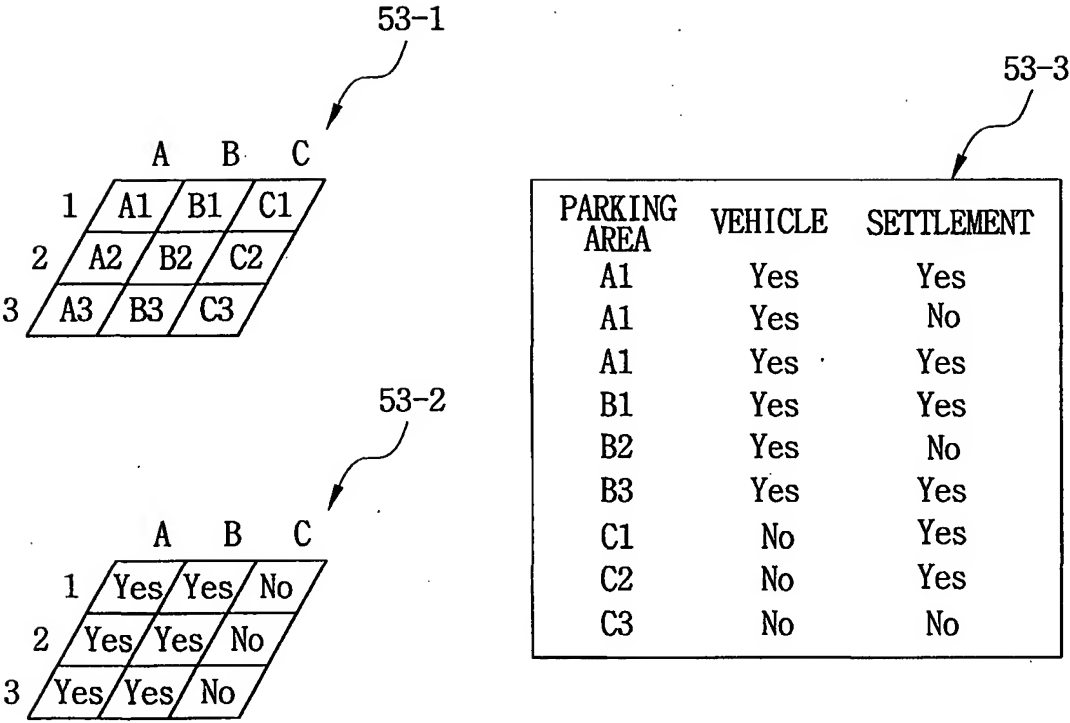 53-1
A B C
1 A1 B1 C1
2 A2 B2 C2
3 A3 B3 C3
53-2
A B C
1 Yes Yes No
2 Yes Yes No
3 Yes Yes No
53-3
PARKING AREA VEHICLE SETTLEMENT
A1 Yes Yes
A1 Yes No
A1 Yes Yes
B1 Yes Yes
B2 Yes No
B3 Yes Yes
C1 No Yes
C2 No Yes
C3 No No